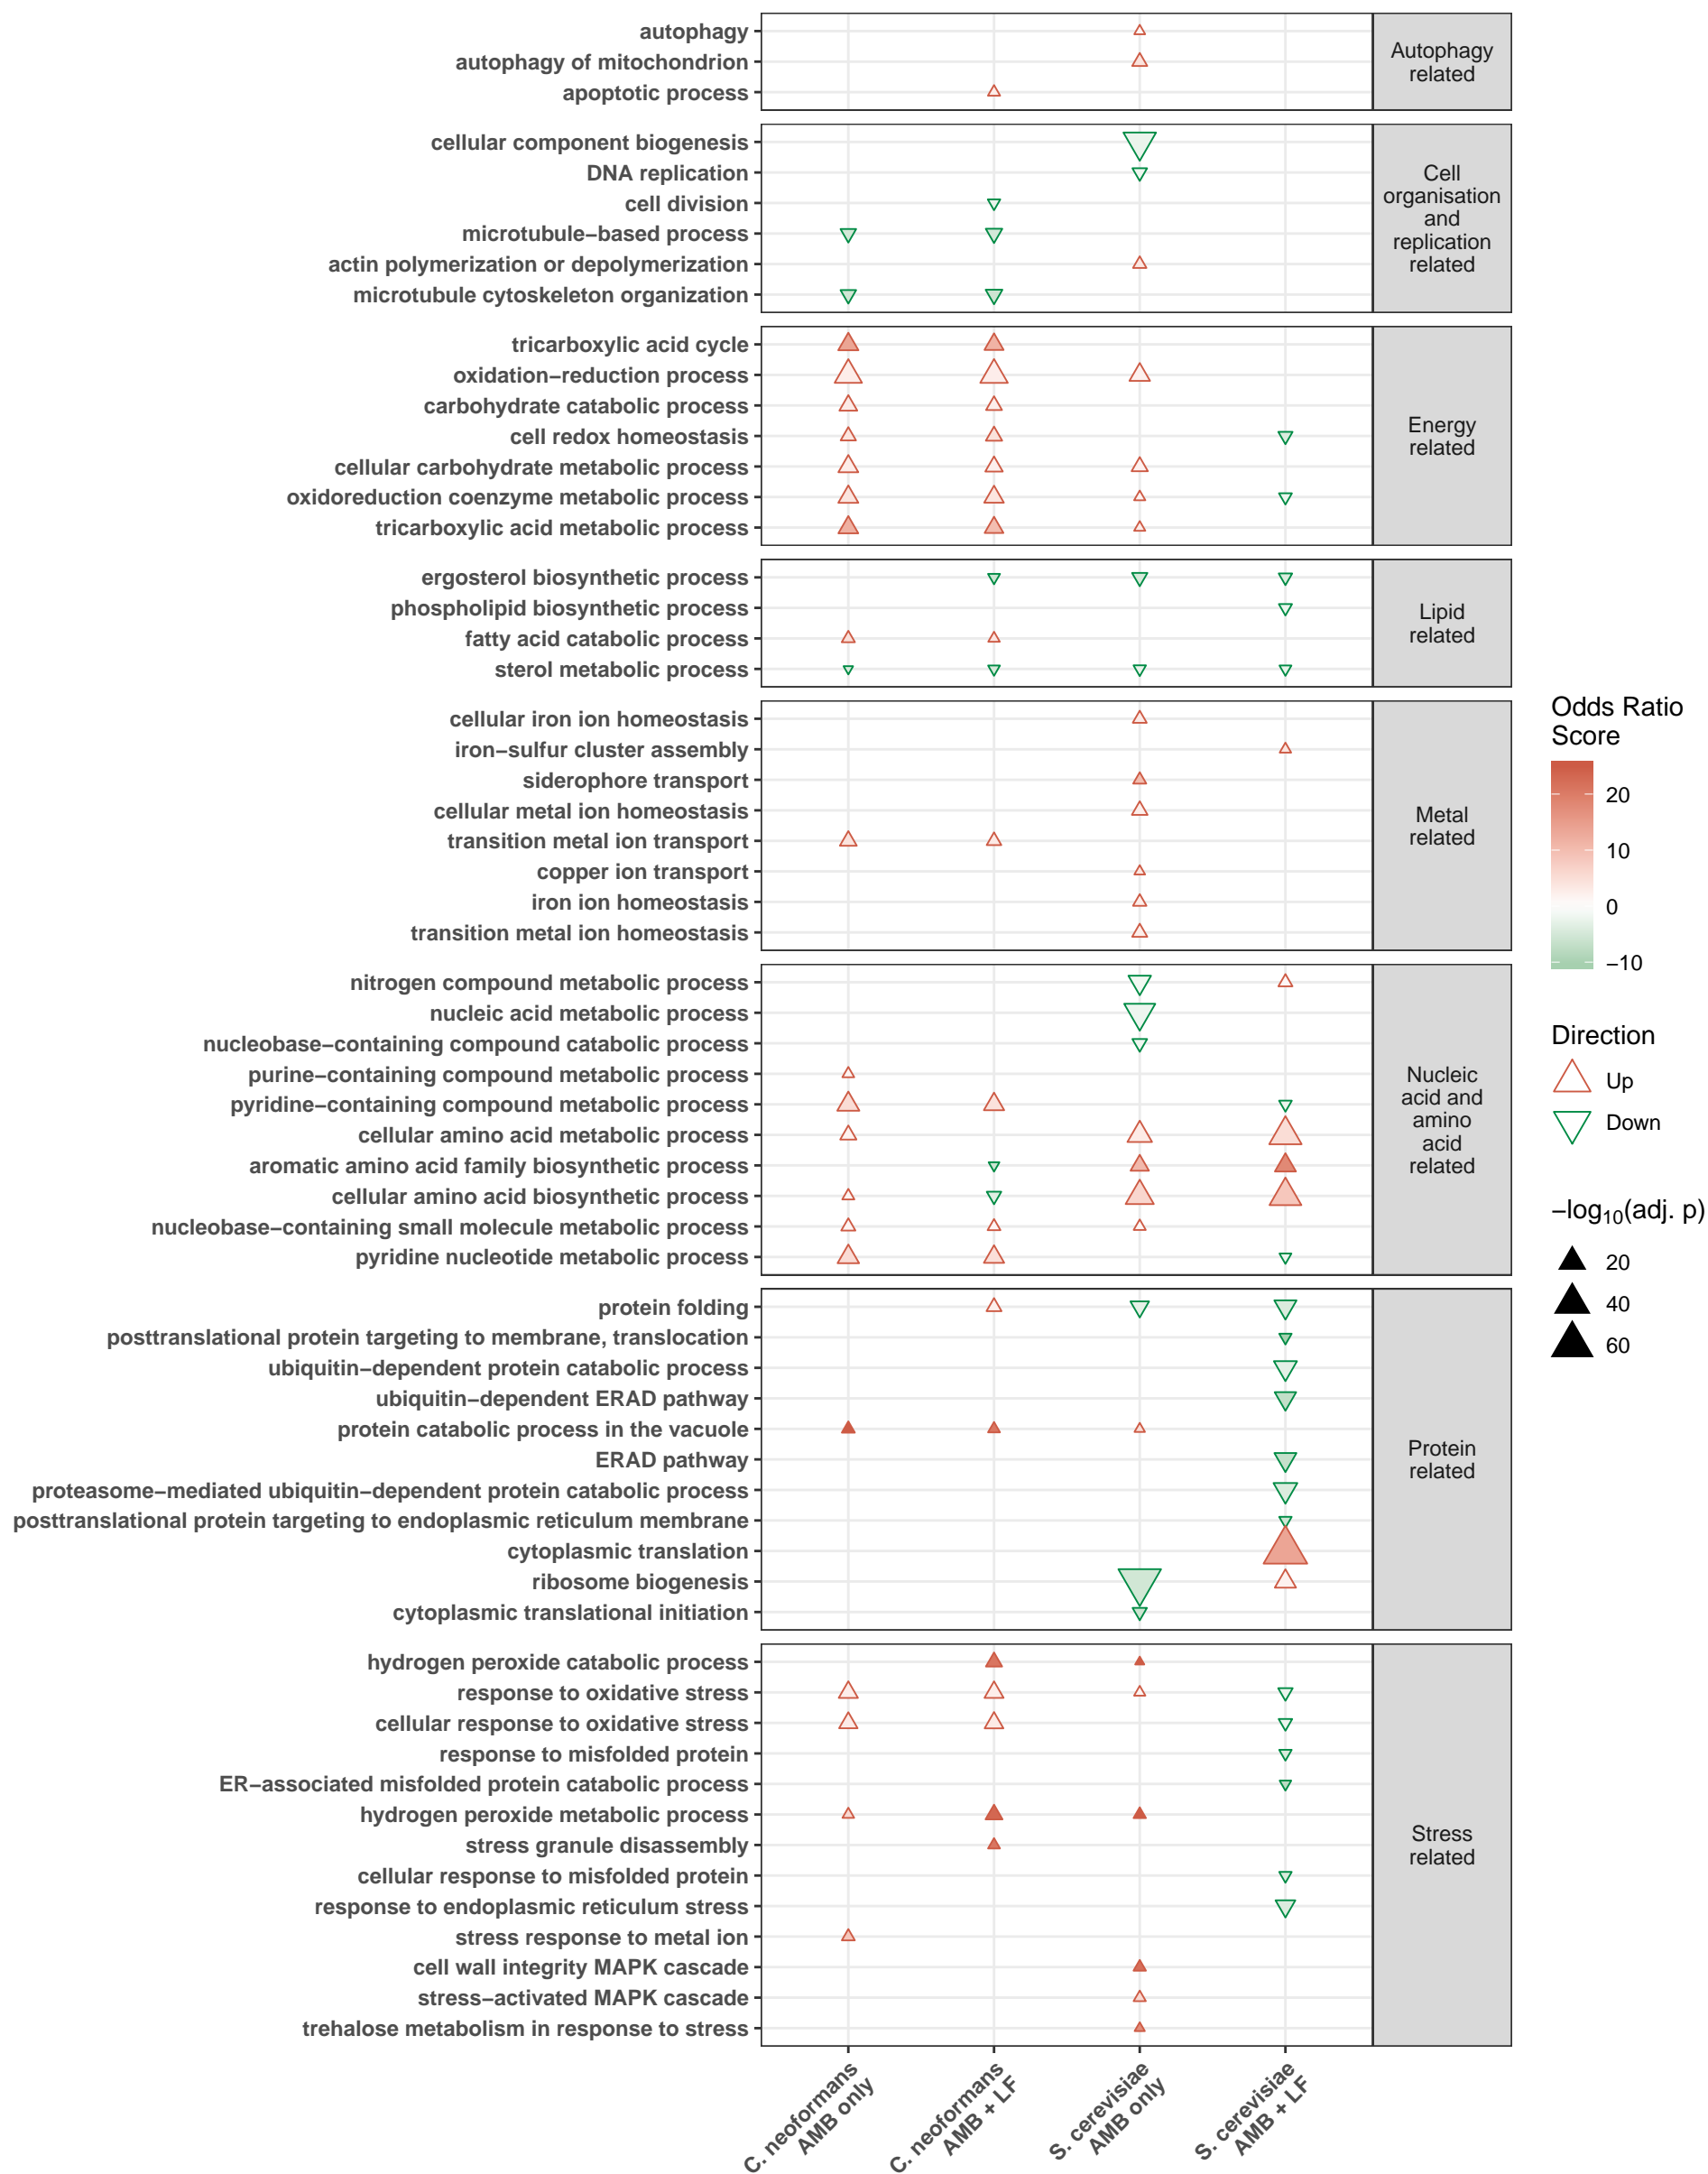 autophagy
autophagy of mitochondrion
apoptotic process
Autophagy
related
cellular component biogenesis
DNA replication
cell division
microtubule−based process
actin polymerization or depolymerization
microtubule cytoskeleton organization
Cell
organisation
and
replication
related
tricarboxylic acid cycle
oxidation−reduction process
carbohydrate catabolic process
cell redox homeostasis
cellular carbohydrate metabolic process
oxidoreduction coenzyme metabolic process
tricarboxylic acid metabolic process
Energy
related
ergosterol biosynthetic process
phospholipid biosynthetic process
fatty acid catabolic process
sterol metabolic process
Lipid
related
cellular iron ion homeostasis
iron−sulfur cluster assembly
siderophore transport
cellular metal ion homeostasis
transition metal ion transport
copper ion transport
iron ion homeostasis
transition metal ion homeostasis
Metal
related
nitrogen compound metabolic process
nucleic acid metabolic process
nucleobase−containing compound catabolic process
purine−containing compound metabolic process
pyridine−containing compound metabolic process
cellular amino acid metabolic process
aromatic amino acid family biosynthetic process
cellular amino acid biosynthetic process
nucleobase−containing small molecule metabolic process
pyridine nucleotide metabolic process
Nucleic
acid and
amino
acid
related
protein folding
posttranslational protein targeting to membrane, translocation
ubiquitin−dependent protein catabolic process
ubiquitin−dependent ERAD pathway
protein catabolic process in the vacuole
ERAD pathway
proteasome−mediated ubiquitin−dependent protein catabolic process
posttranslational protein targeting to endoplasmic reticulum membrane
cytoplasmic translation
ribosome biogenesis
cytoplasmic translational initiation
Protein
related
hydrogen peroxide catabolic process
response to oxidative stress
cellular response to oxidative stress
response to misfolded protein
ER−associated misfolded protein catabolic process
hydrogen peroxide metabolic process
stress granule disassembly
cellular response to misfolded protein
response to endoplasmic reticulum stress
stress response to metal ion
cell wall integrity MAPK cascade
stress−activated MAPK cascade
trehalose metabolism in response to stress
Stress
related
C. neoformans
AMB only
C. neoformans
AMB + LF
S. cerevisiae
AMB only
S. cerevisiae
AMB + LF
Odds Ratio
Score
20
10
0
−10
Direction
Up
Down
−log10(adj. p)
20
40
60